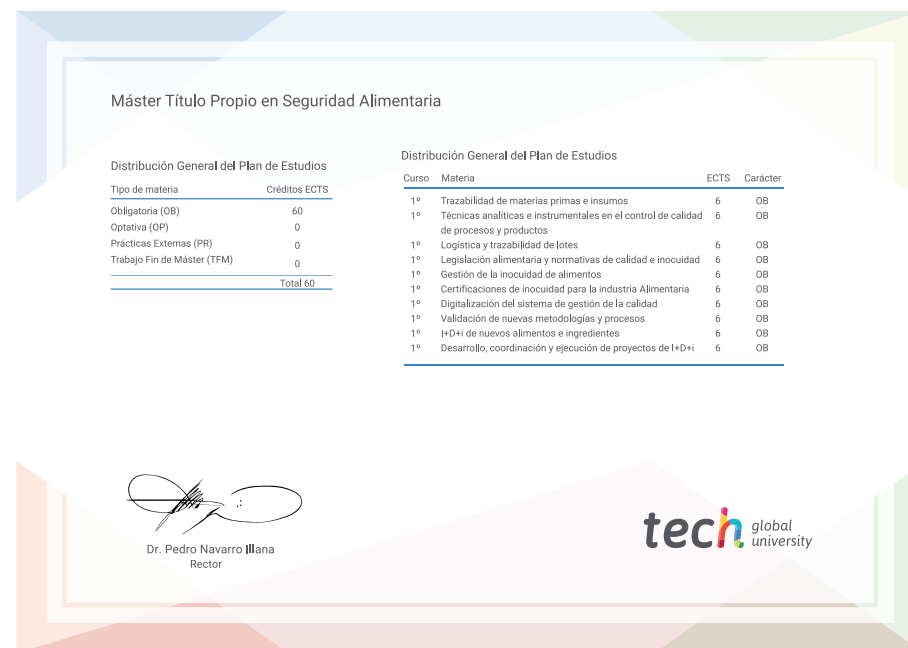 Máster Título Propio en Seguridad Alimentaria
Distribución General del Plan de Estudios
Tipo de materia Créditos ECTS
Obligatoria (OB) 60
Optativa (OP) 0
Prácticas Externas (PR) 0
Trabajo Fin de Máster (TFM) 0
Total 60
Distribución General del Plan de Estudios
Curso Materia ECTS Carácter
1º Trazabilidad de materias primas e insumos 6 OB
1º Técnicas analíticas e instrumentales en el control de calidad 6 OB
de procesos y productos
1º Logística y trazabilidad de lotes 6 OB
1º Legislación alimentaria y normativas de calidad e inocuidad 6 OB
1º Gestión de la inocuidad de alimentos 6 OB
1º Certificaciones de inocuidad para la industria Alimentaria 6 OB
1º Digitalización del sistema de gestión de la calidad 6 OB
1º Validación de nuevas metodologías y procesos 6 OB
1º I+D+i de nuevos alimentos e ingredientes 6 OB
1º Desarrollo, coordinación y ejecución de proyectos de I+D+i 6 OB
Dr. Pedro Navarro Illana
Rector
tech global
university